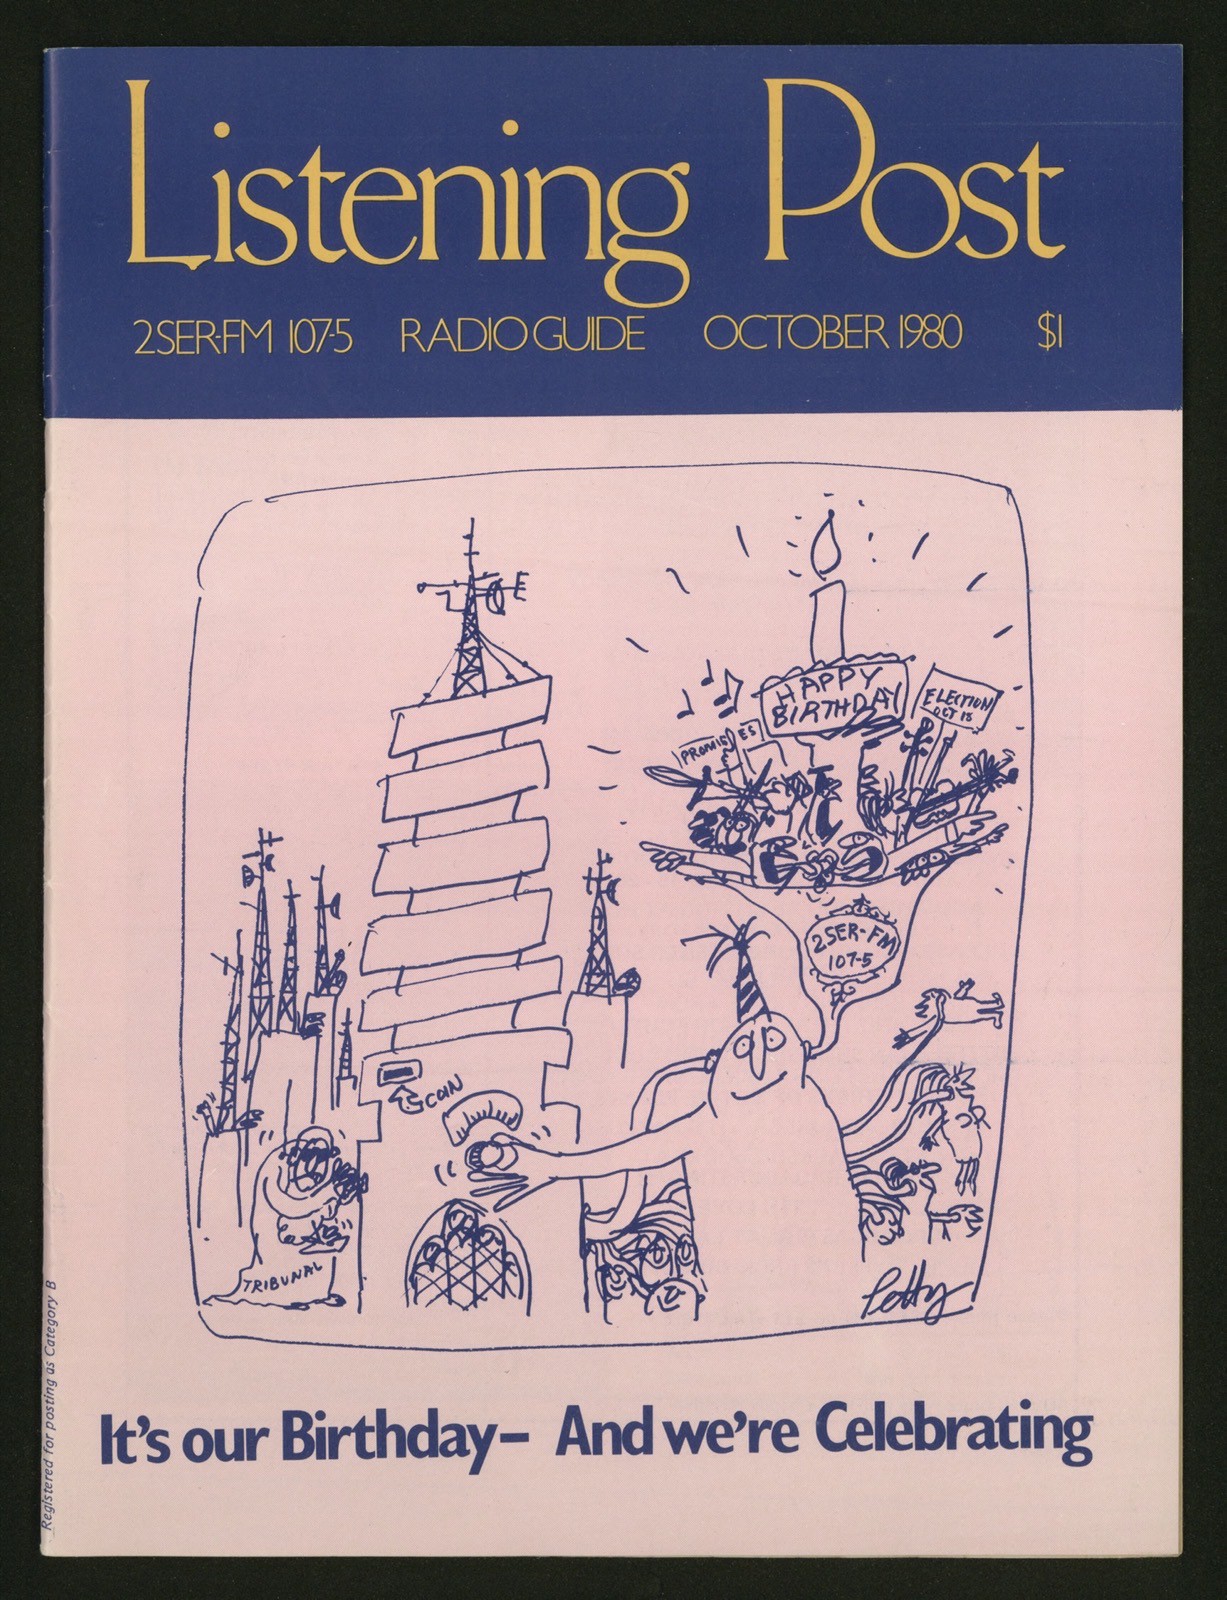 Listening Post
2SER-FM 107·5 RADIO GUIDE OCTOBER 1980 $1
HAPPY
BIRTHDAY
ELECTION
OCT 18
PROMISES
2SER-FM
107-5
COIN
TRIBUNAL
Petty
It's our Birthday – And we're Celebrating
Registered for posting as Category B